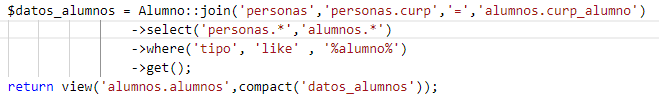 $datos_alumnos = Alumno::join('personas','personas.curp','=','alumnos.curp_alumno')
->select('personas.*','alumnos.*')
->where('tipo', 'like' , '%alumno%')
->get();
return view('alumnos.alumnos',compact('datos_alumnos'));